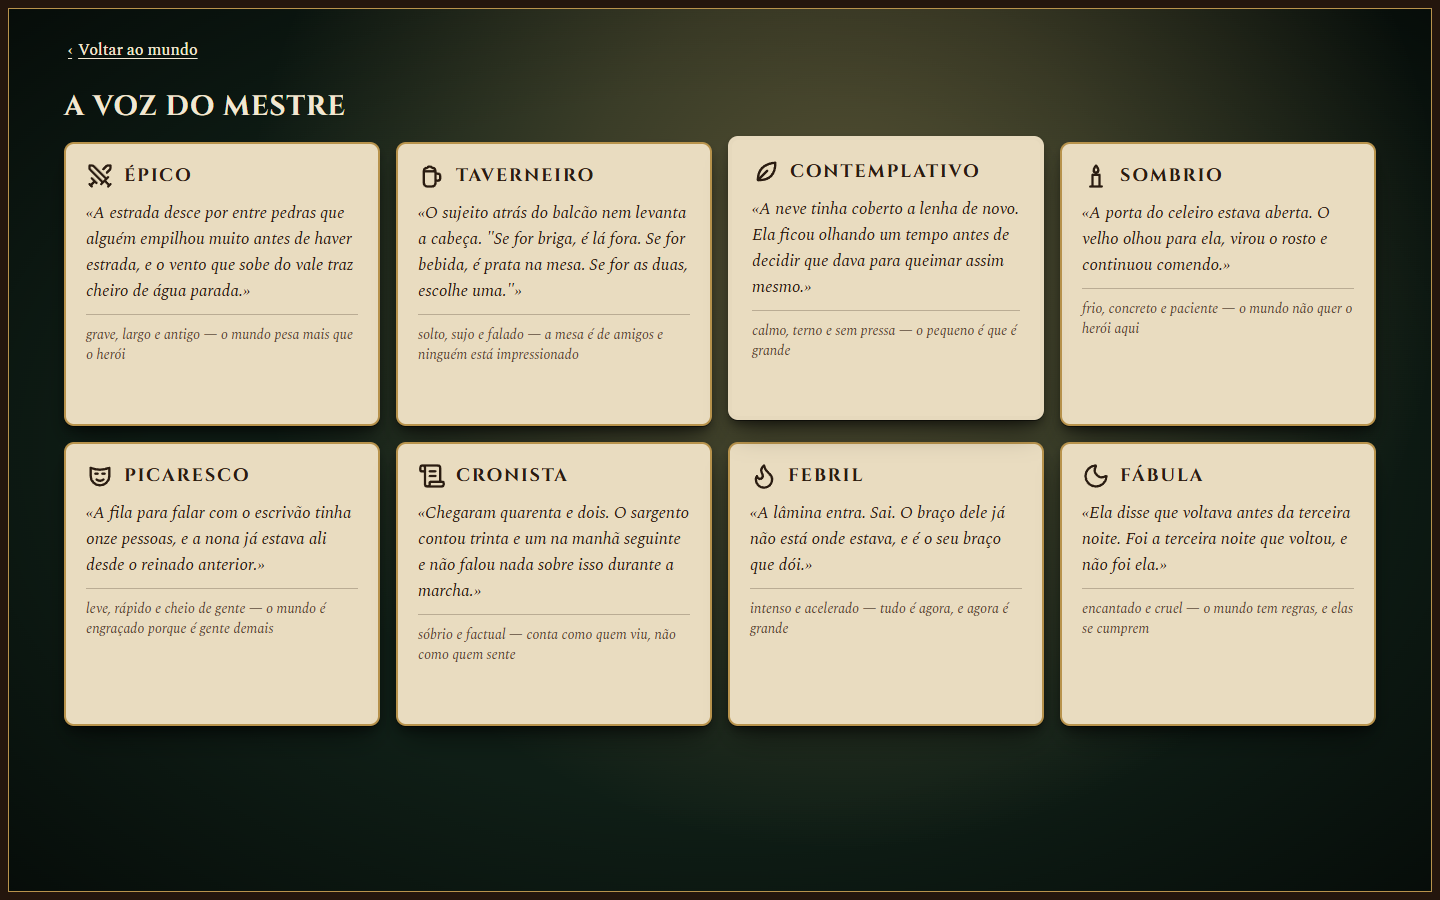 ‹ Voltar ao mundo
A VOZ DO MESTRE
ÉPICO
«A estrada desce por entre pedras que
alguém empilhou muito antes de haver
estrada, e o vento que sobe do vale traz
cheiro de água parada.»
grave, largo e antigo — o mundo pesa mais que
o herói
TAVERNEIRO
«O sujeito atrás do balcão nem levanta
a cabeça. "Se for briga, é lá fora. Se for
bebida, é prata na mesa. Se for as duas,
escolhe uma."»
solto, sujo e falado — a mesa é de amigos e
ninguém está impressionado
CONTEMPLATIVO
«A neve tinha coberto a lenha de novo.
Ela ficou olhando um tempo antes de
decidir que dava para queimar assim
mesmo.»
calmo, terno e sem pressa — o pequeno é que é
grande
SOMBRIO
«A porta do celeiro estava aberta. O
velho olhou para ela, virou o rosto e
continuou comendo.»
frio, concreto e paciente — o mundo não quer o
herói aqui
PICARESCO
«A fila para falar com o escrivão tinha
onze pessoas, e a nona já estava ali
desde o reinado anterior.»
leve, rápido e cheio de gente — o mundo é
engraçado porque é gente demais
CRONISTA
«Chegaram quarenta e dois. O sargento
contou trinta e um na manhã seguinte
e não falou nada sobre isso durante a
marcha.»
sóbrio e factual — conta como quem viu, não
como quem sente
FEBRIL
«A lâmina entra. Sai. O braço dele já
não está onde estava, e é o seu braço
que dói.»
intenso e acelerado — tudo é agora, e agora é
grande
FÁBULA
«Ela disse que voltava antes da terceira
noite. Foi a terceira noite que voltou, e
não foi ela.»
encantado e cruel — o mundo tem regras, e elas
se cumprem